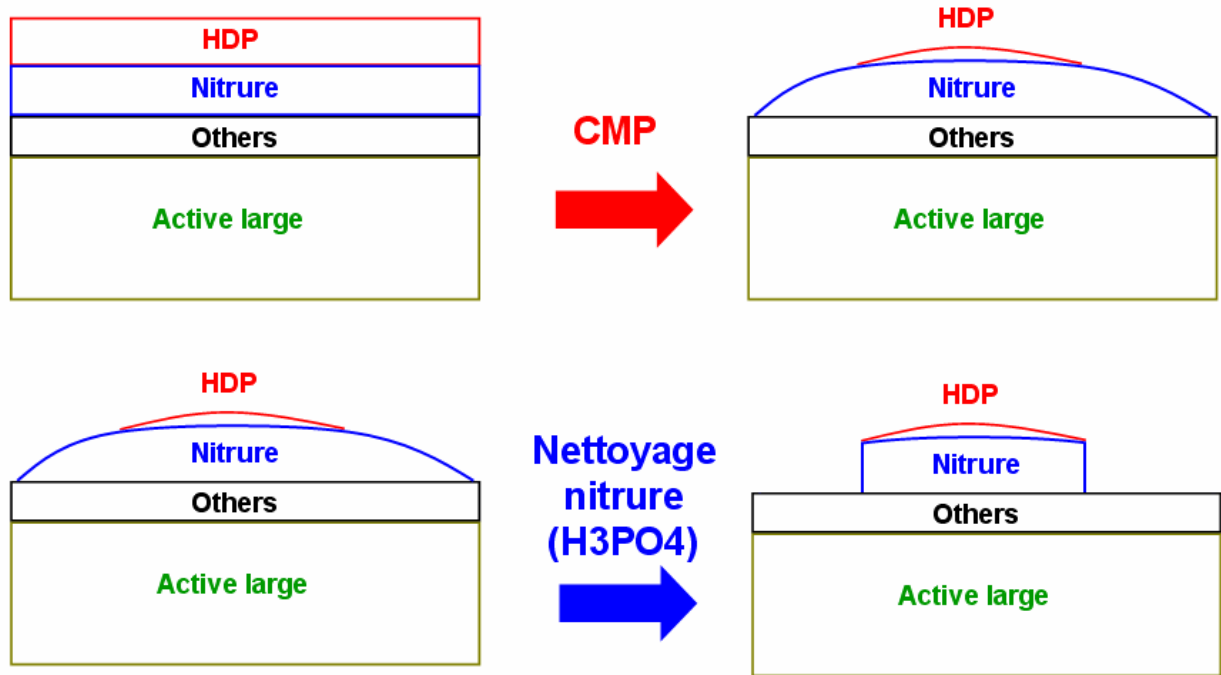 HDP
Nitrure
Others
Active large
CMP
HDP
Nitrure
Others
Active large
HDP
Nitrure
Others
Active large
Nettoyage
nitrure
(H3PO4)
HDP
Nitrure
Others
Active large